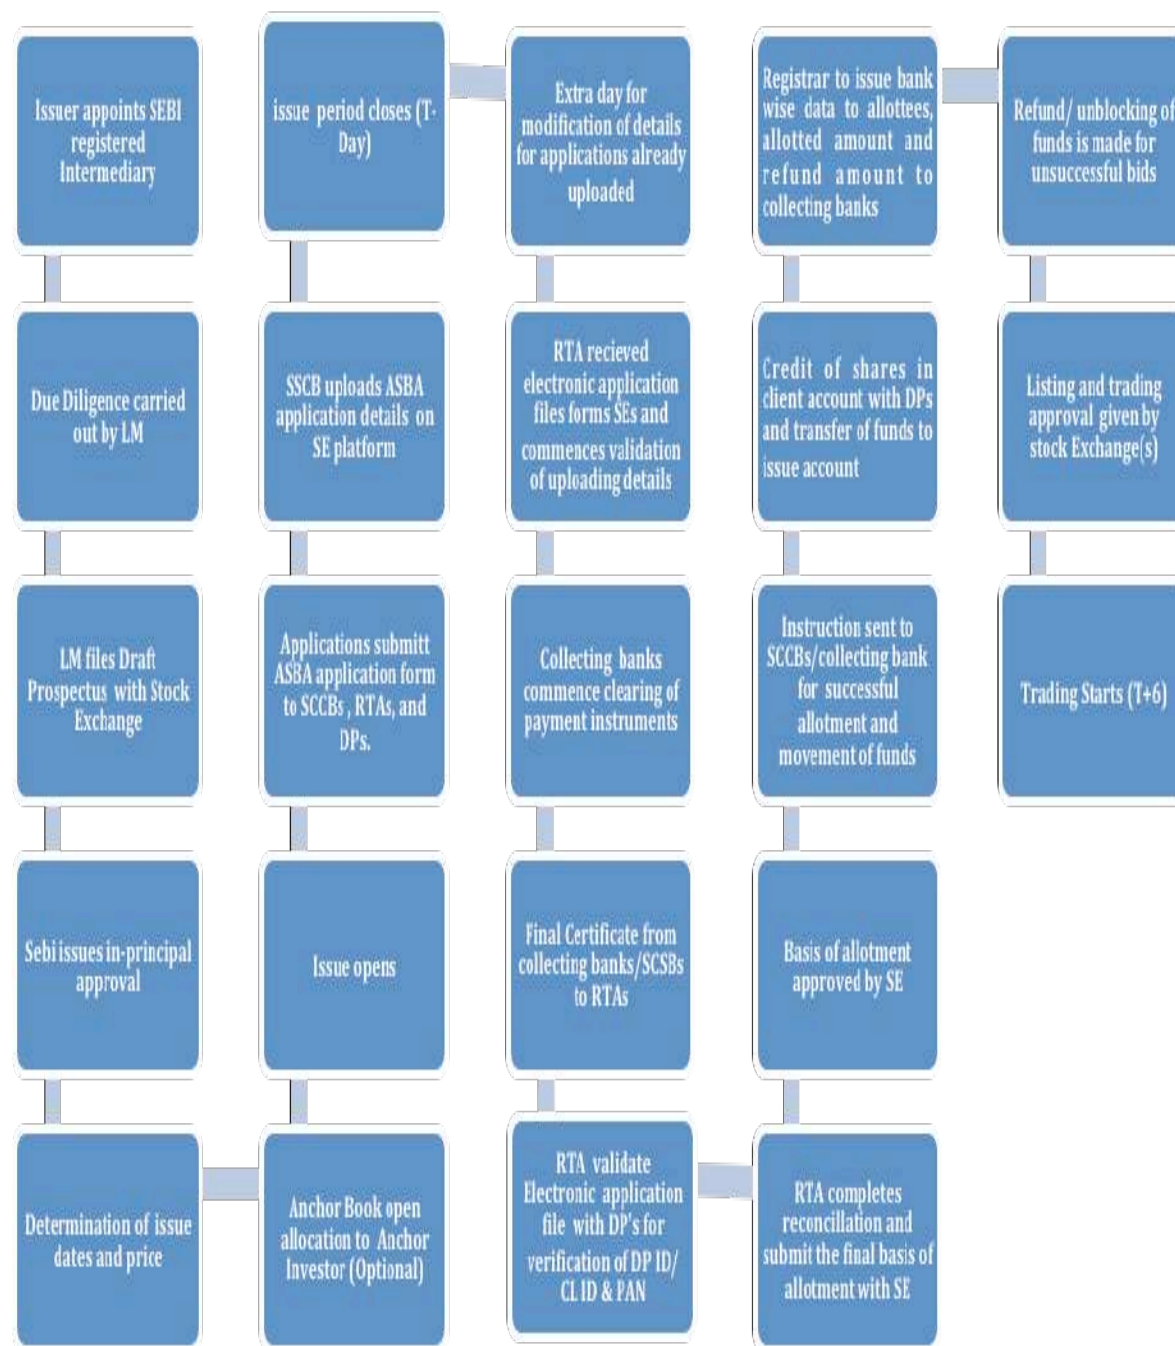 Issuer appoints SEBI
registered
Intermediary
Due Diligence carried
out by LM
LM files Draft
Prospectus with Stock
Exchange
Sebi issues in-principal
approval
Determination of issue
dates and price
Anchor Book open
allocation to Anchor
Investor (Optional)
Issue opens
Applications submitt
ASBA application form
to SCCBs , RTAs, and
DPs.
SSCB uploads ASBA
application details on
SE platform
issue period closes (T-
Day)
Extra day for
modification of details
for applications already
uploaded
RTA recieved
electronic application
files forms SEs and
commences validation
of uploading details
Collecting banks
commence clearing of
payment instruments
Final Certificate from
collecting banks/SCSBs
to RTAs
RTA validate
Electronic application
file with DP's for
verification of DP ID/
CL ID & PAN
RTA completes
reconcillation and
submit the final basis of
allotment with SE
Basis of allotment
approved by SE
Instruction sent to
SCCBs/collecting bank
for successful
allotment and
movement of funds
Credit of shares in
client account with DPs
and transfer of funds to
issue account
Registrar to issue bank
wise data to allottees,
allotted amount and
refund amount to
collecting banks
Refund/ unblocking of
funds is made for
unsuccessful bids
Listing and trading
approval given by
stock Exchange(s)
Trading Starts (T+6)